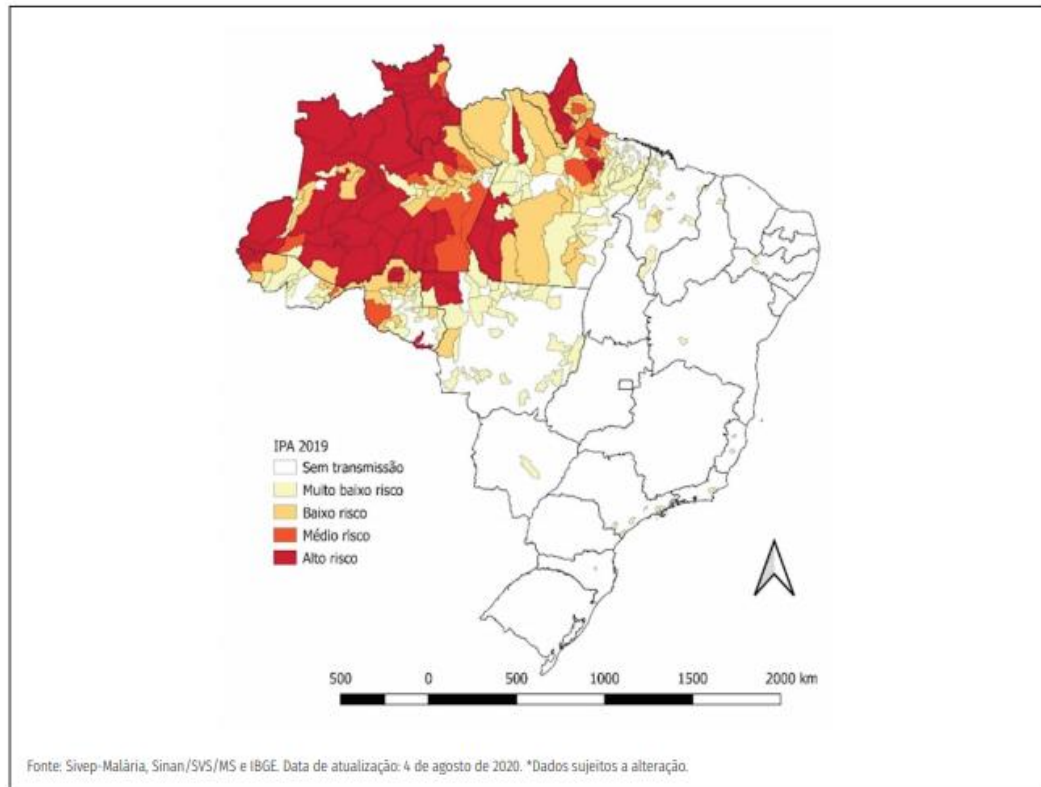 IPA 2019
Sem transmissão
Muito baixo risco
Baixo risco
Médio risco
Alto risco
500 0 500 1000 1500 2000 km
Fonte: Sivep-Malária, Sinan/SVS/MS e IBGE. Data de atualização: 4 de agosto de 2020. *Dados sujeitos a alteração.